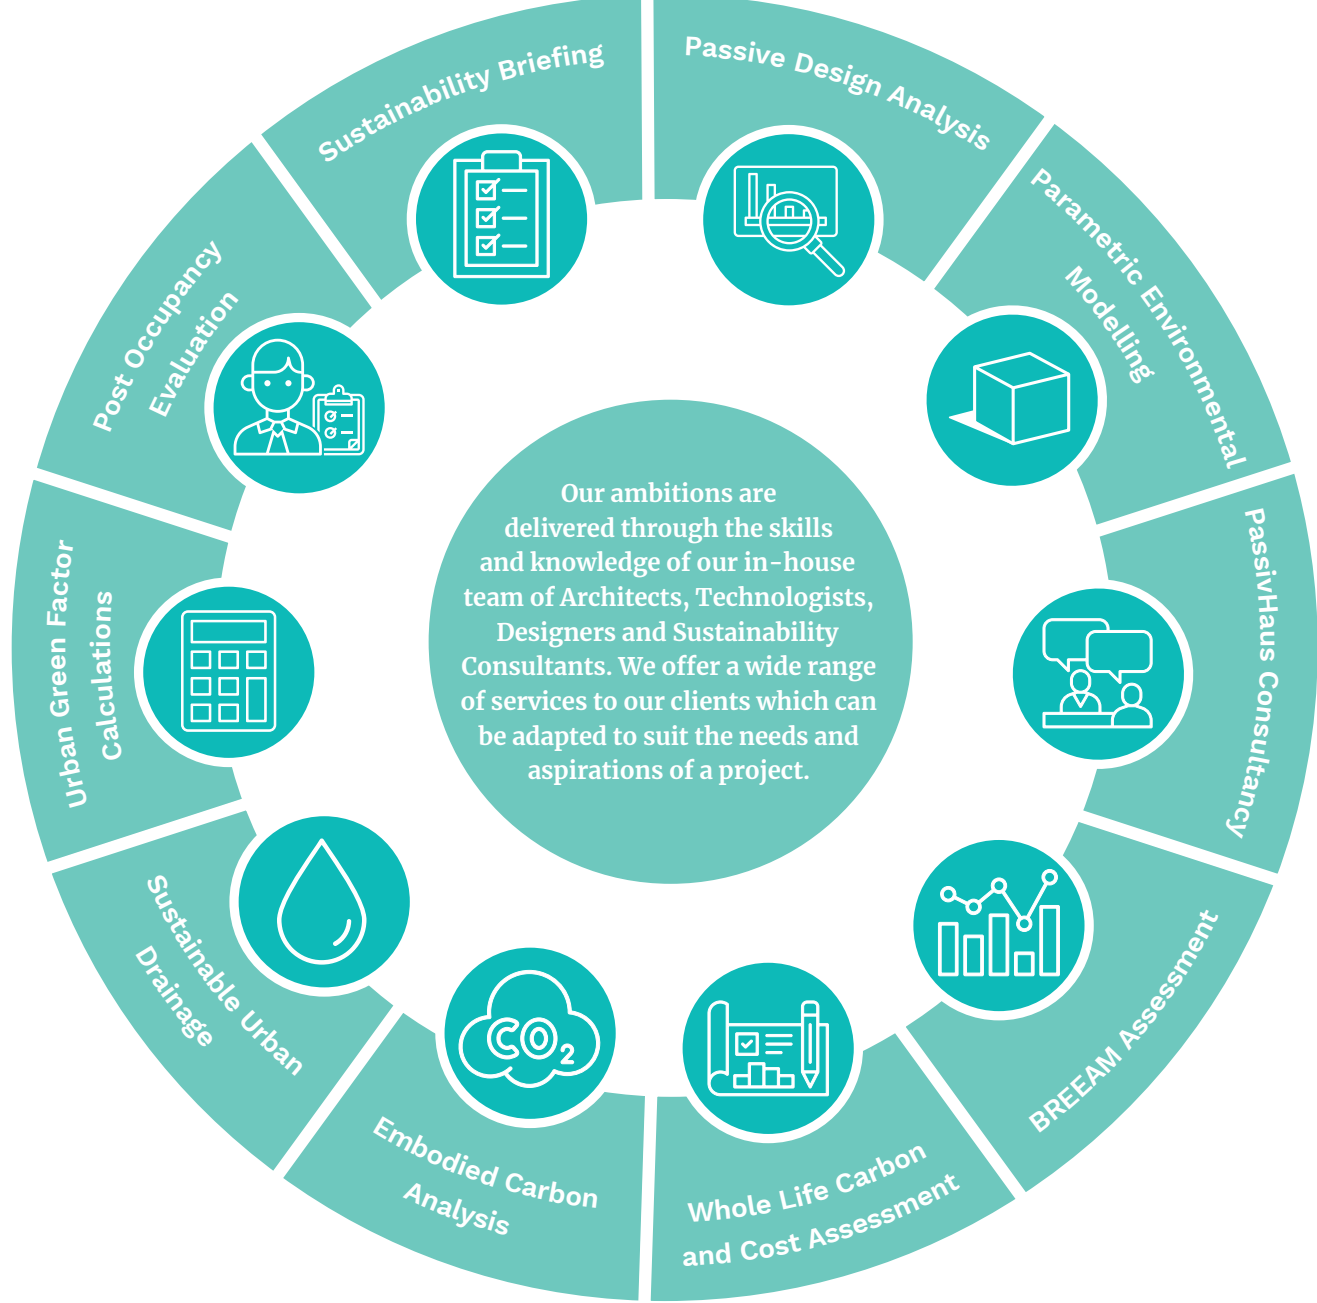 Sustainability Briefing
Passive Design Analysis
Parametric Environmental
Modelling
PassivHaus Consultancy
BREEAM Assessment
Whole Life Carbon
and Cost Assessment
Embodied Carbon
Analysis
Sustainable Urban
Drainage
Urban Green Factor
Calculations
Post Occupancy
Evaluation
CO2
Our ambitions are
delivered through the skills
and knowledge of our in-house
team of Architects, Technologists,
Designers and Sustainability
Consultants. We offer a wide range
of services to our clients which can
be adapted to suit the needs and
aspirations of a project.